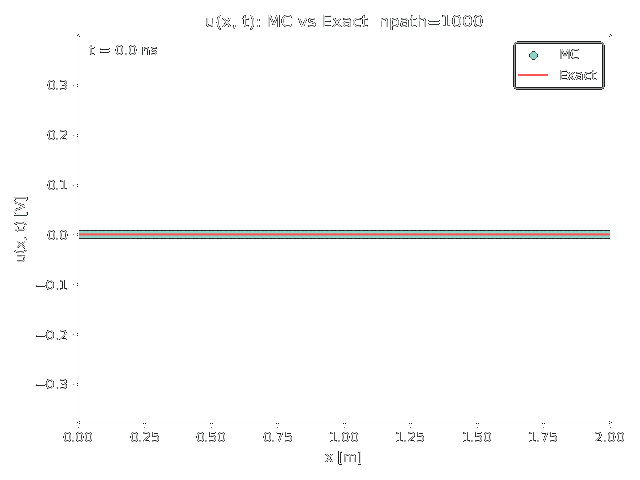 u(x, t): MC vs Exact  npath=1000
t = 0.0 ns
MC
Exact
0.3
0.2
0.1
0.0
−0.1
−0.2
−0.3
u(x, t) [V]
0.00 0.25 0.50 0.75 1.00 1.25 1.50 1.75 2.00
x [m]